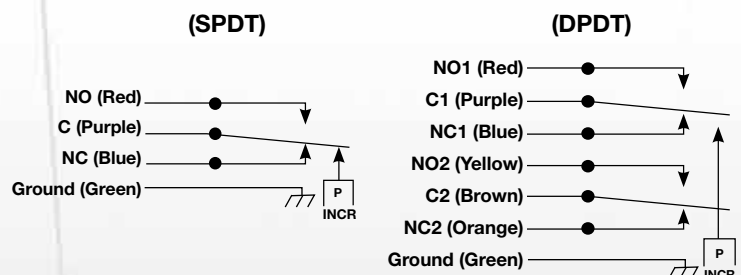 (SPDT)
NO (Red)
C (Purple)
NC (Blue)
Ground (Green)
P
INCR
(DPDT)
NO1 (Red)
C1 (Purple)
NC1 (Blue)
NO2 (Yellow)
C2 (Brown)
NC2 (Orange)
Ground (Green)
P
INCR